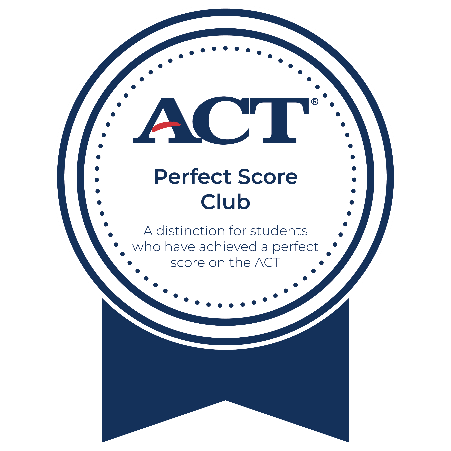 ACT®
Perfect Score
Club
A distinction for students
who have achieved a perfect
score on the ACT